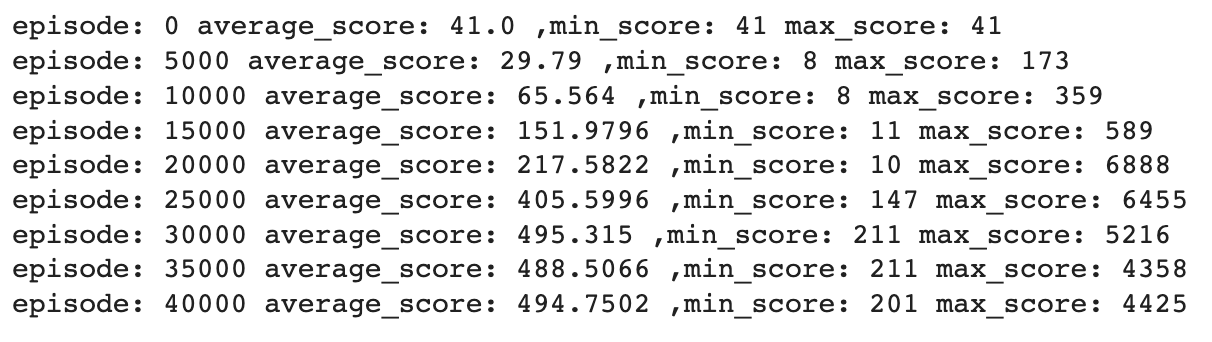 episode: 0 average_score: 41.0 ,min_score: 41 max_score: 41
episode: 5000 average_score: 29.79 ,min_score: 8 max_score: 173
episode: 10000 average_score: 65.564 ,min_score: 8 max_score: 359
episode: 15000 average_score: 151.9796 ,min_score: 11 max_score: 589
episode: 20000 average_score: 217.5822 ,min_score: 10 max_score: 6888
episode: 25000 average_score: 405.5996 ,min_score: 147 max_score: 6455
episode: 30000 average_score: 495.315 ,min_score: 211 max_score: 5216
episode: 35000 average_score: 488.5066 ,min_score: 211 max_score: 4358
episode: 40000 average_score: 494.7502 ,min_score: 201 max_score: 4425